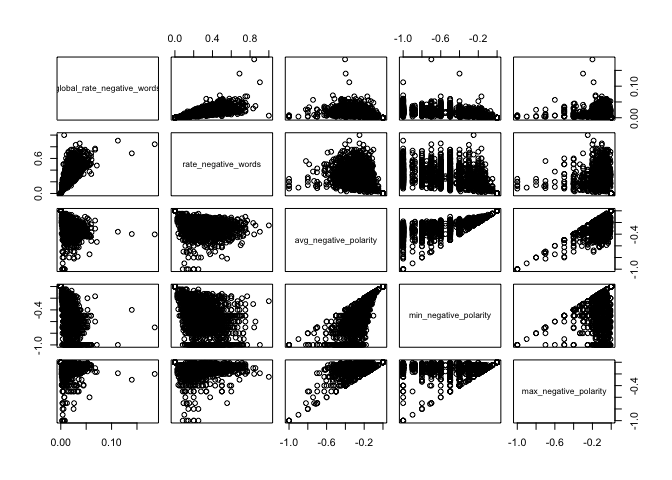 0.0 0.4 0.8
-1.0 -0.6 -0.2
global_rate_negative_words
0.00 0.10
0.0 0.6
rate_negative_words
avg_negative_polarity
-1.0 -0.4
-1.0 -0.4
min_negative_polarity
max_negative_polarity
-1.0 -0.4
0.00 0.10
-1.0 -0.6 -0.2
-1.0 -0.6 -0.2